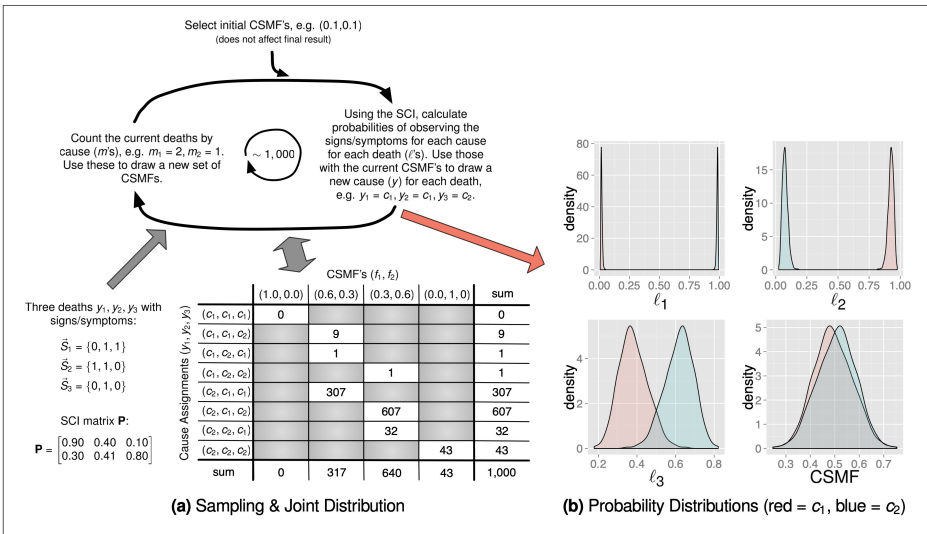 Select initial CSMF's, e.g. (0.1,0.1)
(does not affect final result)
Count the current deaths by
cause (m's), e.g. m₁ = 2, m₂ = 1.
Use these to draw a new set of
CSMFs.
~ 1,000
Using the SCI, calculate
probabilities of observing the
signs/symptoms for each cause
for each death (ℓ's). Use those
with the current CSMF's to draw a
new cause (y) for each death,
e.g. y₁ = c₁, y₂ = c₁, y₃ = c₂.
Three deaths y₁, y₂, y₃ with
signs/symptoms:
S⃗₁ = {0, 1, 1}
S⃗₂ = {1, 1, 0}
S⃗₃ = {0, 1, 0}
SCI matrix P:
P = [0.90 0.40 0.10
0.30 0.41 0.80]
CSMF's (f₁, f₂)
(1.0, 0.0) (0.6, 0.3) (0.3, 0.6) (0.0, 1, 0) sum
Cause Assignments (y₁, y₂, y₃)
(c₁, c₁, c₁) 0 0
(c₁, c₁, c₂) 9 9
(c₁, c₂, c₁) 1 1
(c₁, c₂, c₂) 1 1
(c₂, c₁, c₁) 307 307
(c₂, c₁, c₂) 607 607
(c₂, c₂, c₁) 32 32
(c₂, c₂, c₂) 43 43
sum 0 317 640 43 1,000
(a) Sampling & Joint Distribution
density
80
60
40
20
0
0.00 0.25 0.50 0.75 1.00
ℓ₁
density
15
10
5
0
0.00 0.25 0.50 0.75 1.00
ℓ₂
density
4
2
0
0.2 0.4 0.6 0.8
ℓ₃
density
5
4
3
2
1
0
0.3 0.4 0.5 0.6 0.7
CSMF
(b) Probability Distributions (red = c₁, blue = c₂)